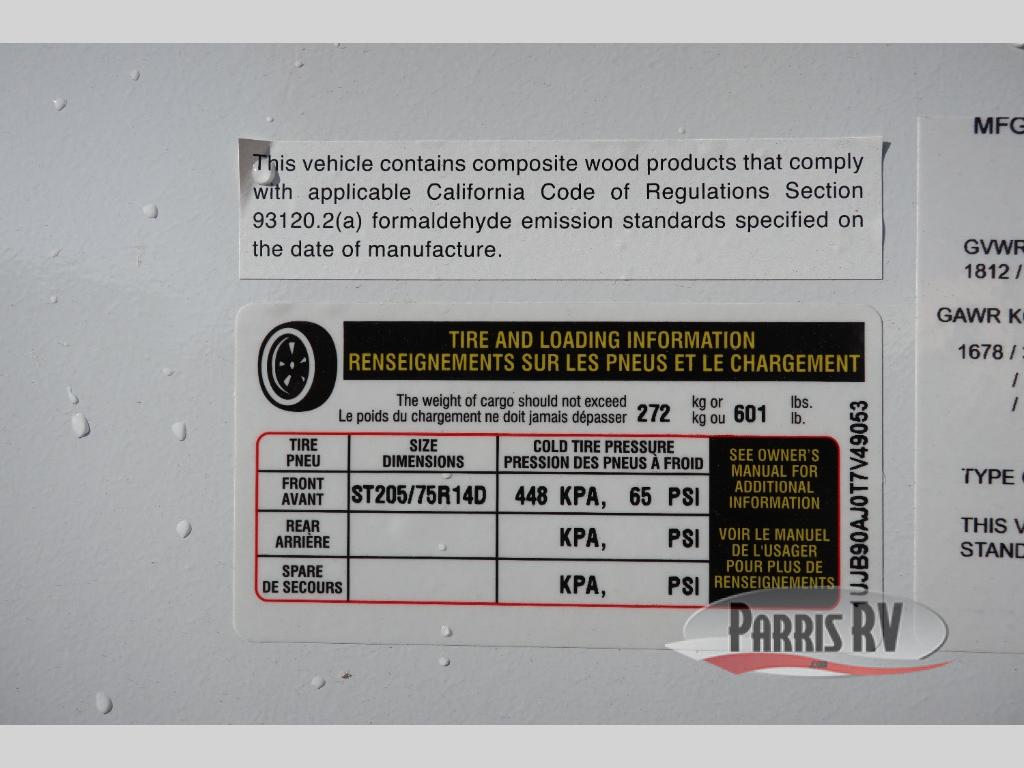 This vehicle contains composite wood products that comply
with applicable California Code of Regulations Section
93120.2(a) formaldehyde emission standards specified on
the date of manufacture.
TIRE AND LOADING INFORMATION
RENSEIGNEMENTS SUR LES PNEUS ET LE CHARGEMENT
The weight of cargo should not exceed 272 kg or 601 lbs.
Le poids du chargement ne doit jamais dépasser kg ou lb.
TIRE PNEU
SIZE DIMENSIONS
COLD TIRE PRESSURE
PRESSION DES PNEUS À FROID
FRONT AVANT
ST205/75R14D
448 KPA, 65 PSI
REAR ARRIÈRE
KPA, PSI
SPARE DE SECOURS
KPA, PSI
SEE OWNER'S
MANUAL FOR
ADDITIONAL
INFORMATION
VOIR LE MANUEL
DE L'USAGER
POUR PLUS DE
RENSEIGNEMENTS
UJB90AJ0T7V49053
MFG
GVWR
1812 /
GAWR K
1678 /
/
/
TYPE
THIS V
STAND
PARRIS RV
.com